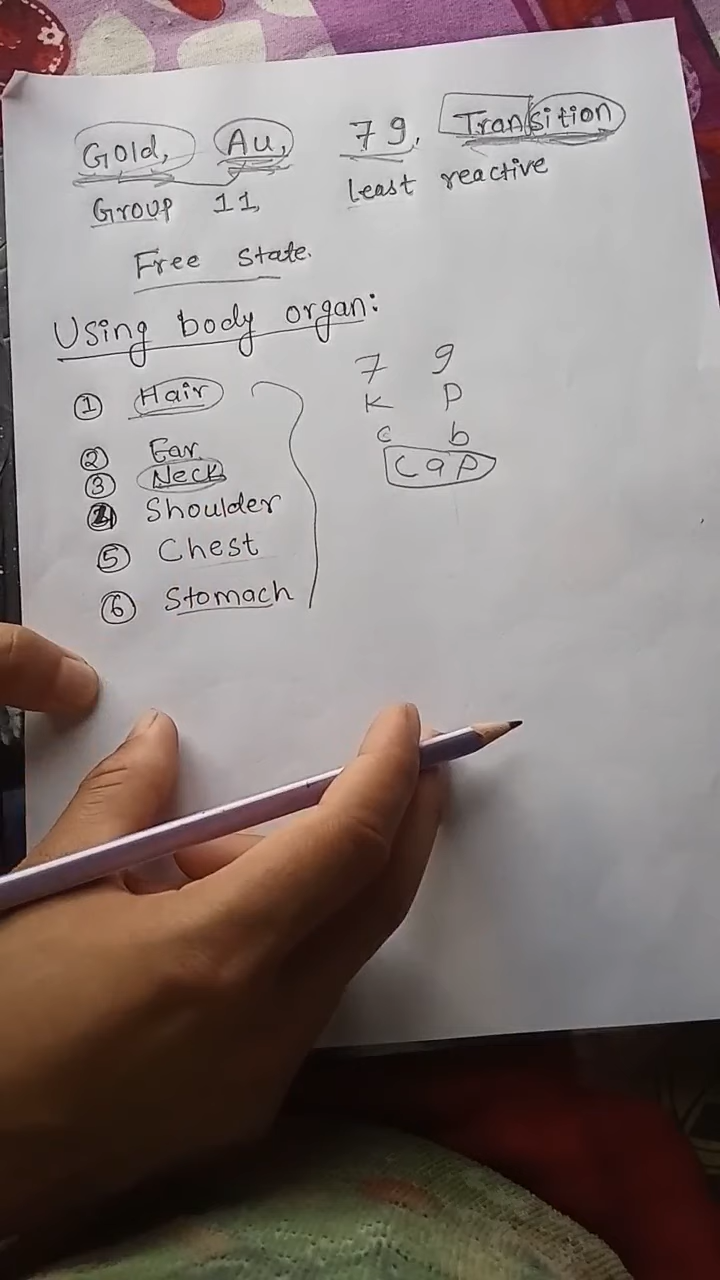 Gold, Au, 79, Transition
Group 11, least reactive
Free state.
Using body organ:
① Hair
② Ear
③ Neck
4 Shoulder
⑤ Chest
⑥ Stomach
7 9
K P
c b
Cap